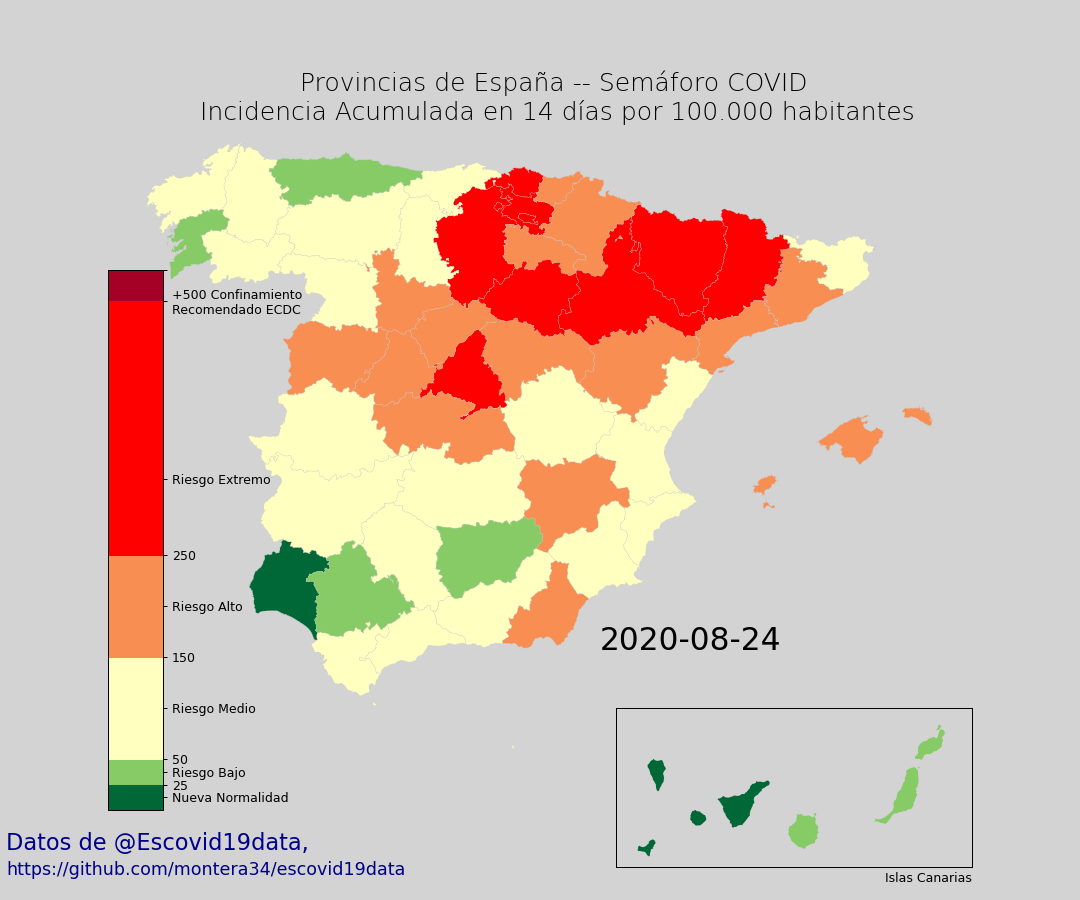 Provincias de España -- Semáforo COVID
Incidencia Acumulada en 14 días por 100.000 habitantes
+500 Confinamiento
Recomendado ECDC
Riesgo Extremo
250
Riesgo Alto
150
Riesgo Medio
50
Riesgo Bajo
25
Nueva Normalidad
2020-08-24
Islas Canarias
Datos de @Escovid19data,
https://github.com/montera34/escovid19data